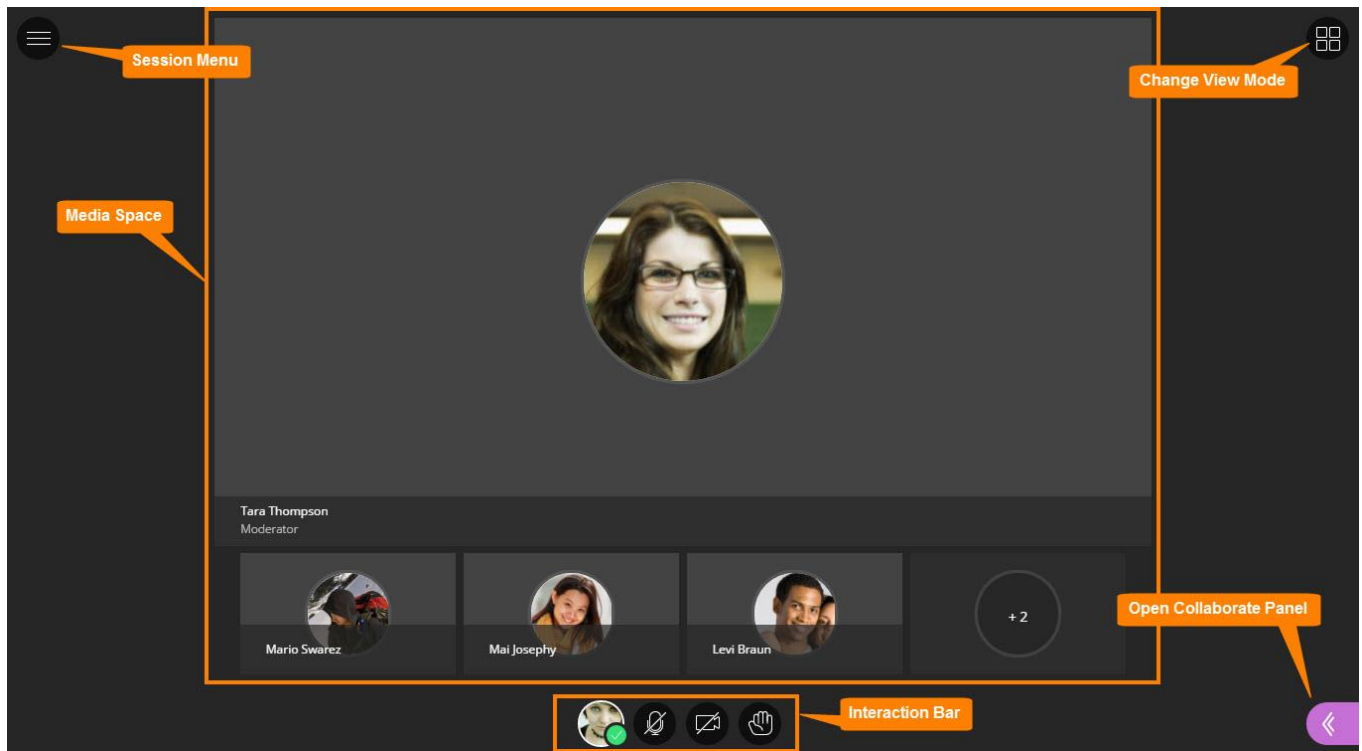 Session Menu
Change View Mode
Media Space
Tara Thompson
Moderator
Mario Swarez
Mai Josephy
Levi Braun
+2
Open Collaborate Panel
Interaction Bar